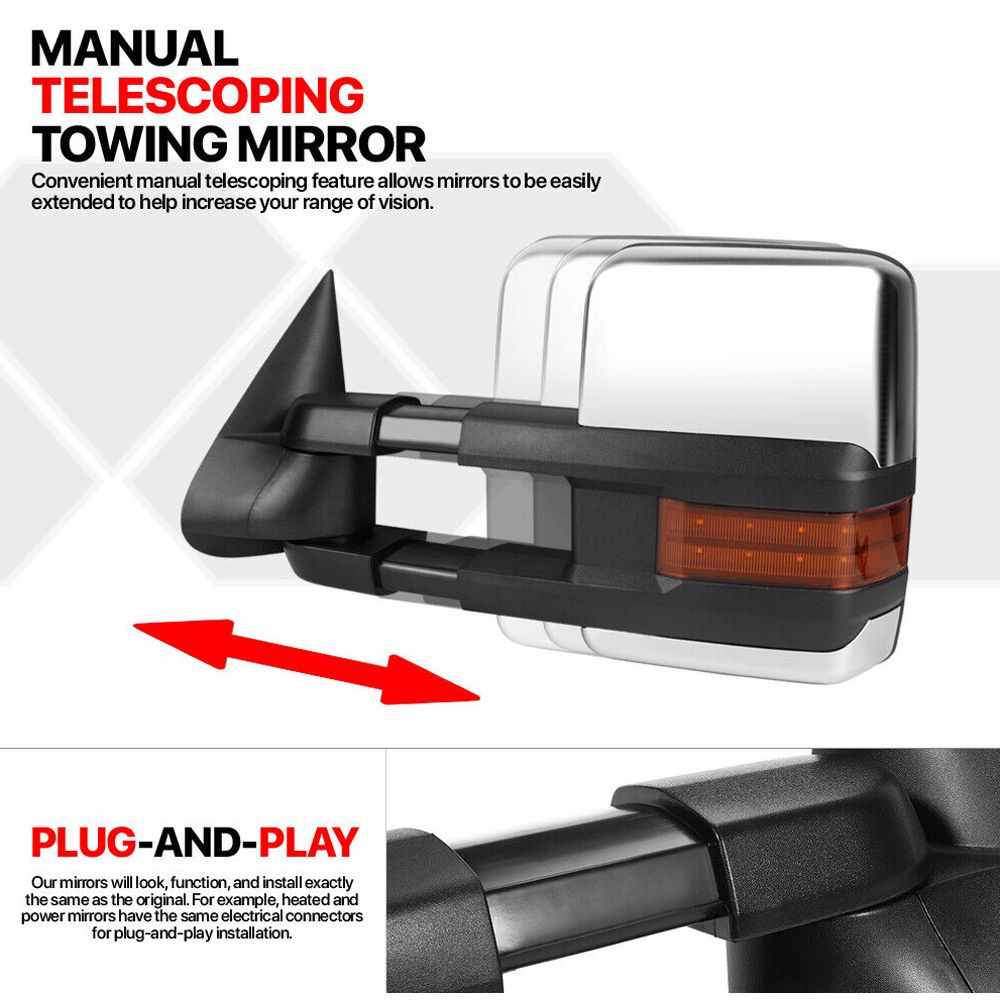 MANUAL
TELESCOPING
TOWING MIRROR
Convenient manual telescoping feature allows mirrors to be easily
extended to help increase your range of vision.
PLUG-AND-PLAY
Our mirrors will look, function, and install exactly
the same as the original. For example, heated and
power mirrors have the same electrical connectors
for plug-and-play installation.